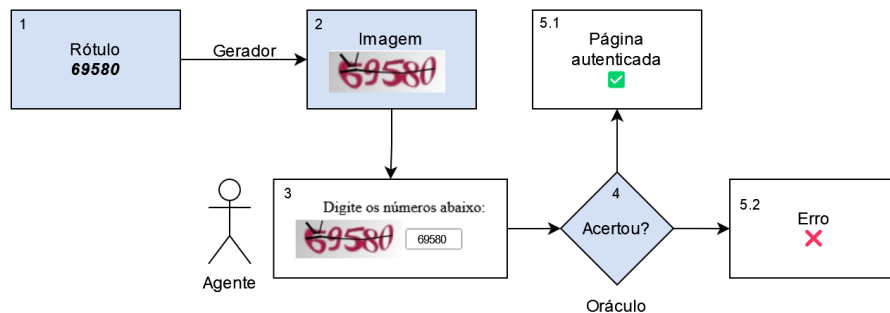 1
Rótulo
69580
Gerador
2
Imagem
69580
5.1
Página
autenticada
3
Digite os números abaixo:
69580
69580
Agente
4
Acertou?
Oráculo
5.2
Erro